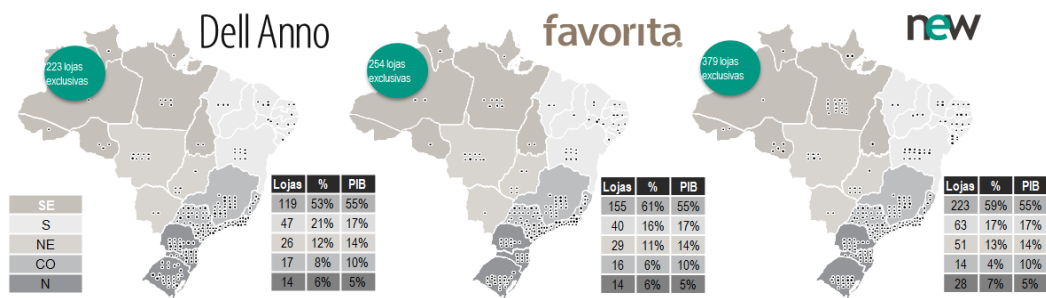 Dell Anno
223 lojas
exclusivas
SE
S
NE
CO
N
Lojas % PIB
119 53% 55%
47 21% 17%
26 12% 14%
17 8% 10%
14 6% 5%
favorita.
254 lojas
exclusivas
Lojas % PIB
155 61% 55%
40 16% 17%
29 11% 14%
16 6% 10%
14 6% 5%
new
379 lojas
exclusivas
Lojas % PIB
223 59% 55%
63 17% 17%
51 13% 14%
14 4% 10%
28 7% 5%